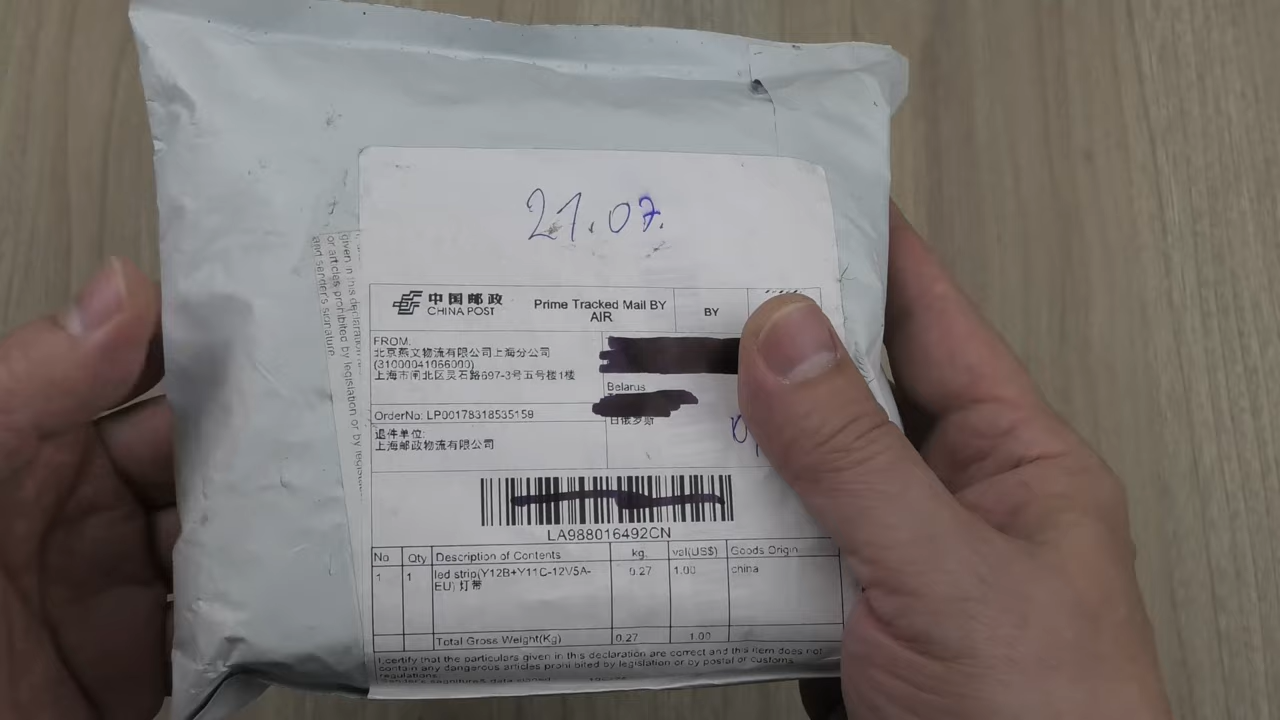 21.07.
given in this declaration
or articles prohibited by legislation or by
and sender's signature
中国邮政
CHINA POST
Prime Tracked Mail BY
AIR
BY
FROM:
北京燕文物流有限公司上海分公司
(31000041066000)
上海市闸北区灵石路697-3号五号楼1楼
Belarus
白俄罗斯
OrderNo: LP00178318535159
退件单位:
上海邮政物流有限公司
LA988016492CN
No Qty Description of Contents kg. val(US$) Goods Origin
1 1 led strip(Y12B+Y11C-12V5A- 0.27 1.00 china
EU) 灯带
Total Gross Weight(Kg) 0.27 1.00
I certify that the particulars given in this declaration are correct and this item does not
contain any dangerous articles prohibited by legislation or by postal or customs
regulations.